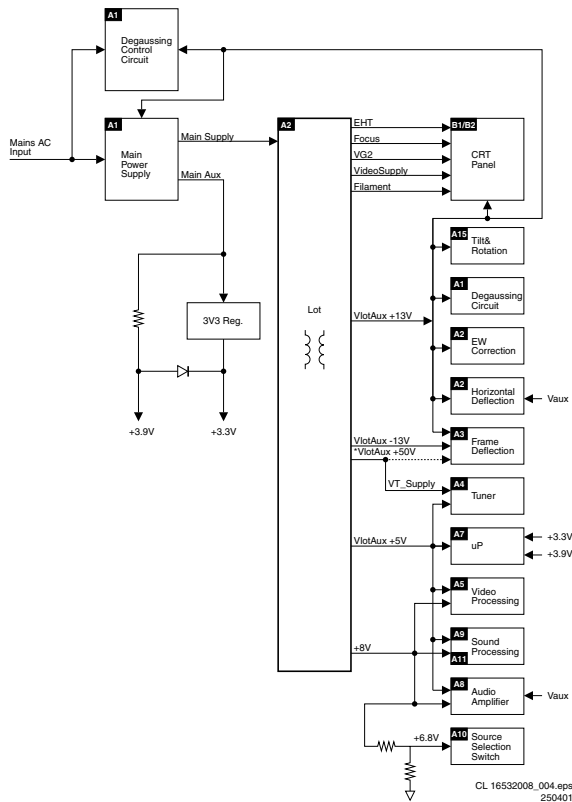 A1
Degaussing
Control
Circuit
A1
Main
Power
Supply
Mains AC
Input
Main Supply
Main Aux
3V3 Reg.
+3.9V
+3.3V
A2
Lot
EHT
Focus
VG2
VideoSupply
Filament
B1/B2
CRT
Panel
A15
Tilt&
Rotation
A1
Degaussing
Circuit
VlotAux +13V
A2
EW
Correction
A2
Horizontal
Deflection
Vaux
A3
Frame
Deflection
VlotAux -13V
*VlotAux +50V
VT_Supply
A4
Tuner
A7
uP
+3.3V
+3.9V
VlotAux +5V
A5
Video
Processing
A9
Sound
Processing
A11
+8V
A8
Audio
Amplifier
Vaux
+6.8V
A10
Source
Selection
Switch
CL 16532008_004.eps
250401